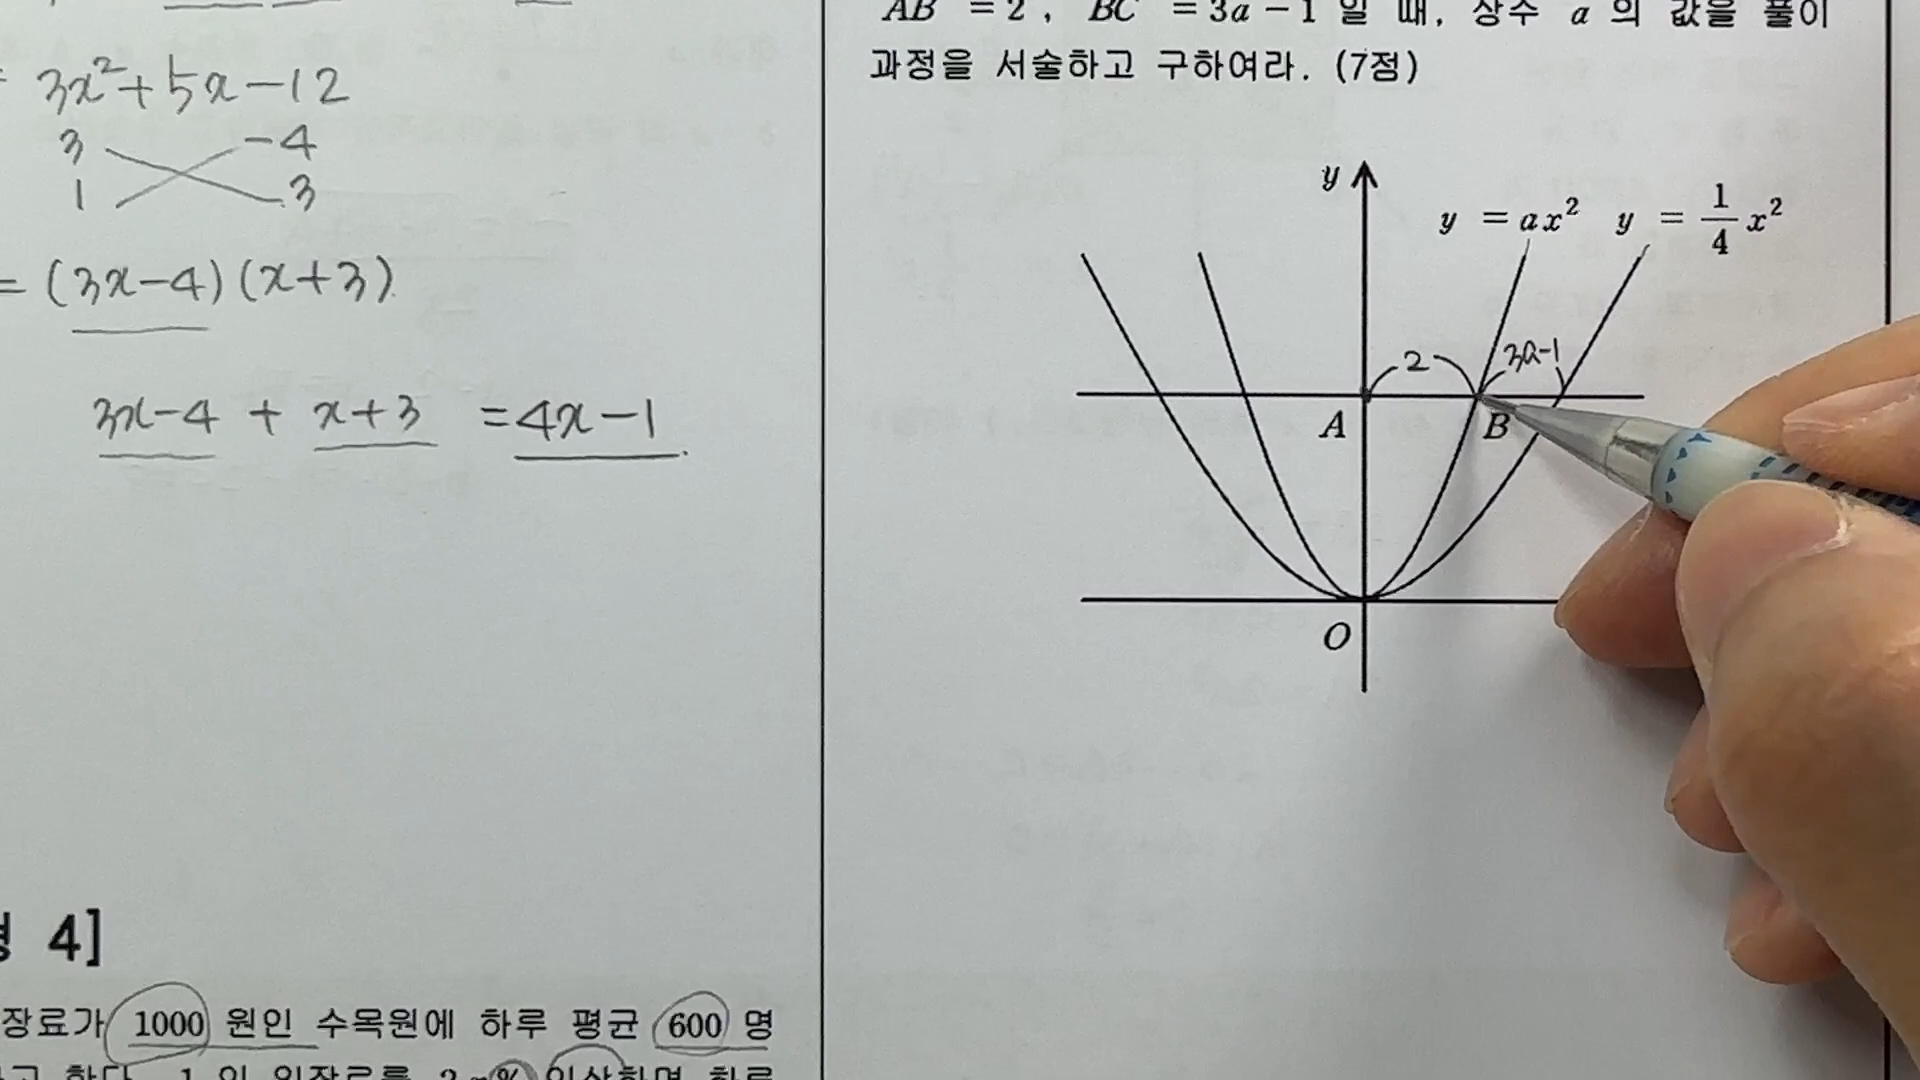 = 3x²+5x-12
3 -4
1 3
= (3x-4)(x+3)
3x-4 + x+3 = 4x-1
4]
장료가 1000 원인 수목원에 하루 평균 600 명
AB = 2, BC = 3a - 1 일 때, 상수 a 의 값을 풀이
과정을 서술하고 구하여라. (7점)
y
y = ax² y = 1/4 x²
2 3a-1
A B
O